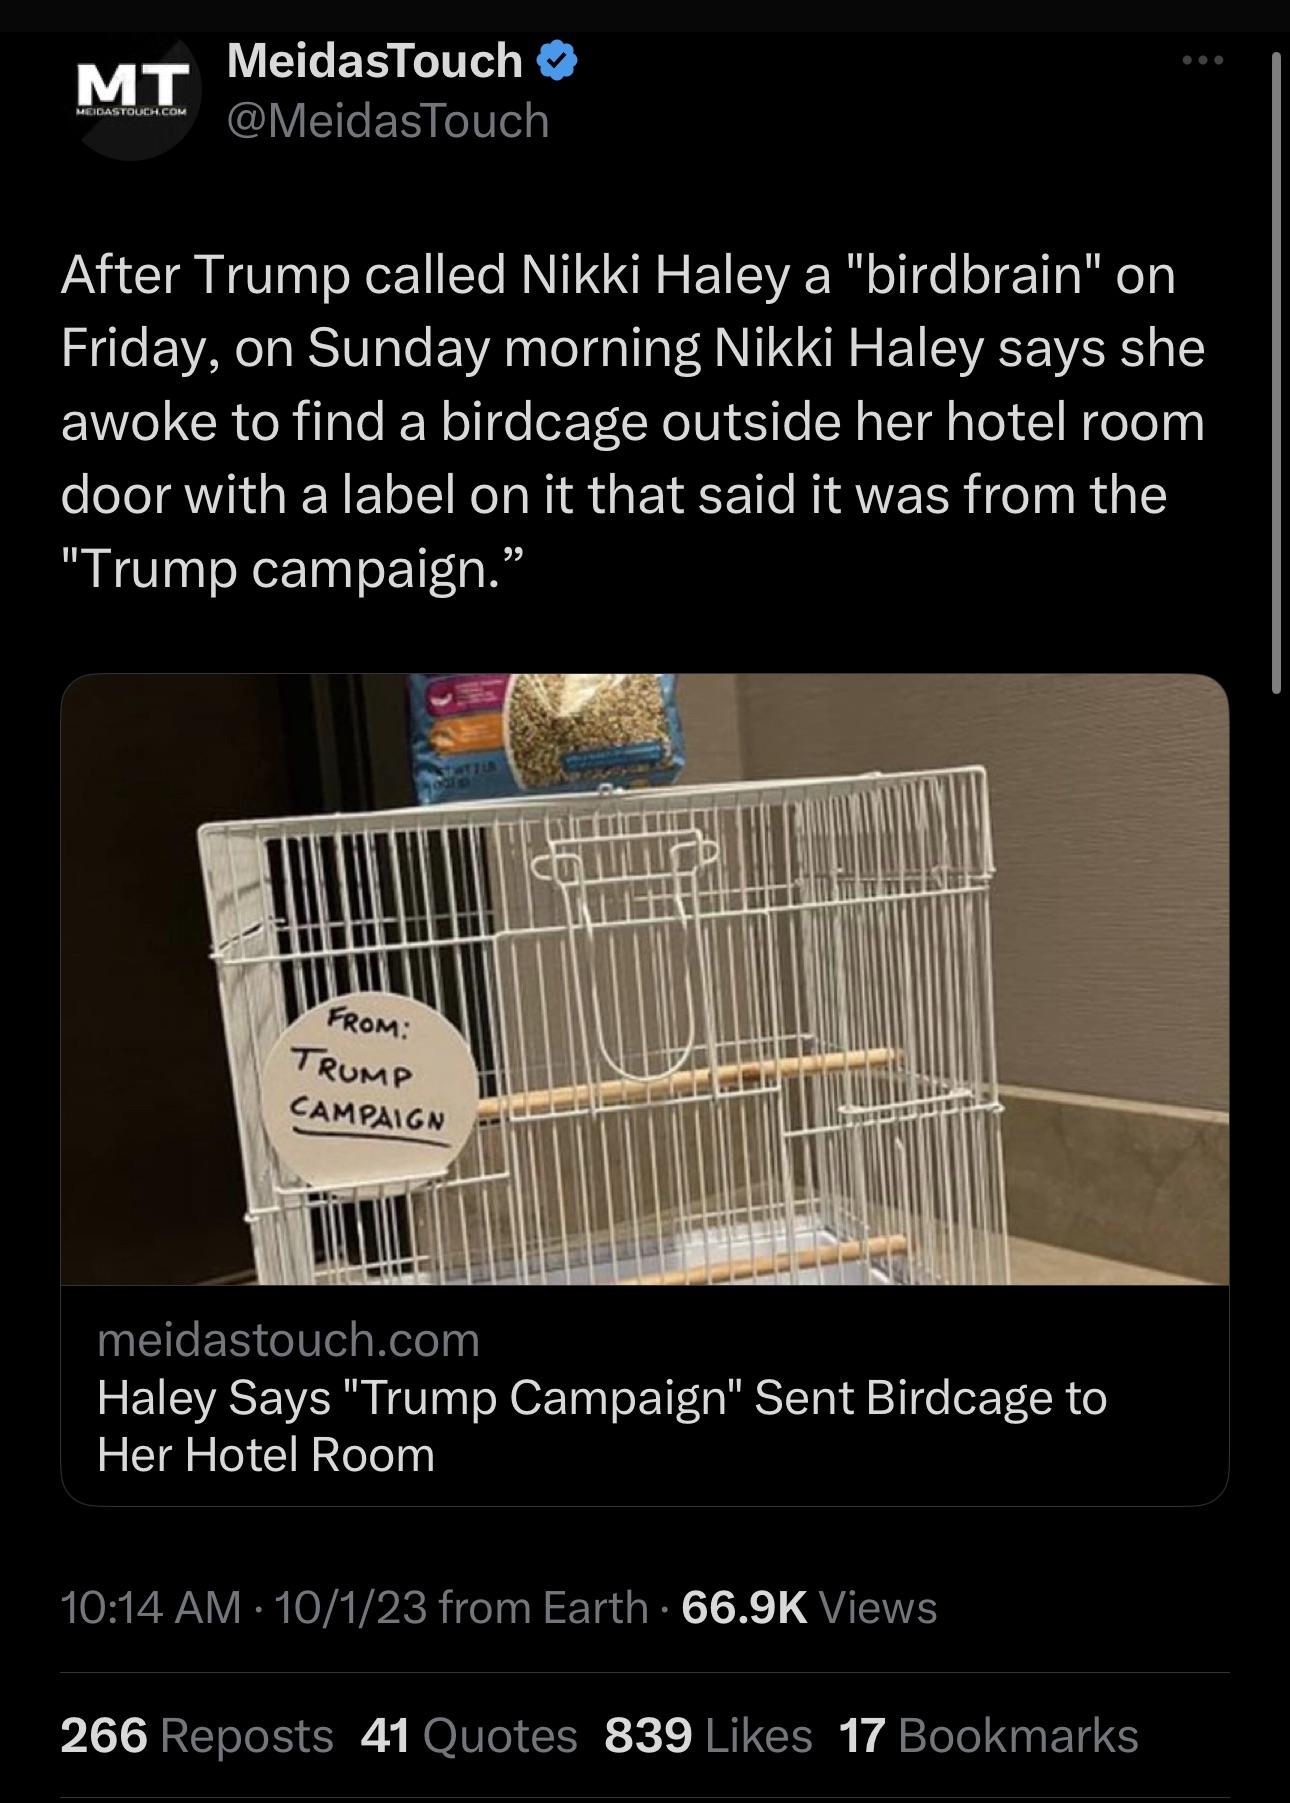 MT
MEIDASTOUCH.COM
MeidasTouch
@MeidasTouch
After Trump called Nikki Haley a "birdbrain" on
Friday, on Sunday morning Nikki Haley says she
awoke to find a birdcage outside her hotel room
door with a label on it that said it was from the
"Trump campaign.”
FROM:
TRUMP
CAMPAIGN
meidastouch.com
Haley Says "Trump Campaign" Sent Birdcage to
Her Hotel Room
10:14 AM · 10/1/23 from Earth · 66.9K Views
266 Reposts 41 Quotes 839 Likes 17 Bookmarks